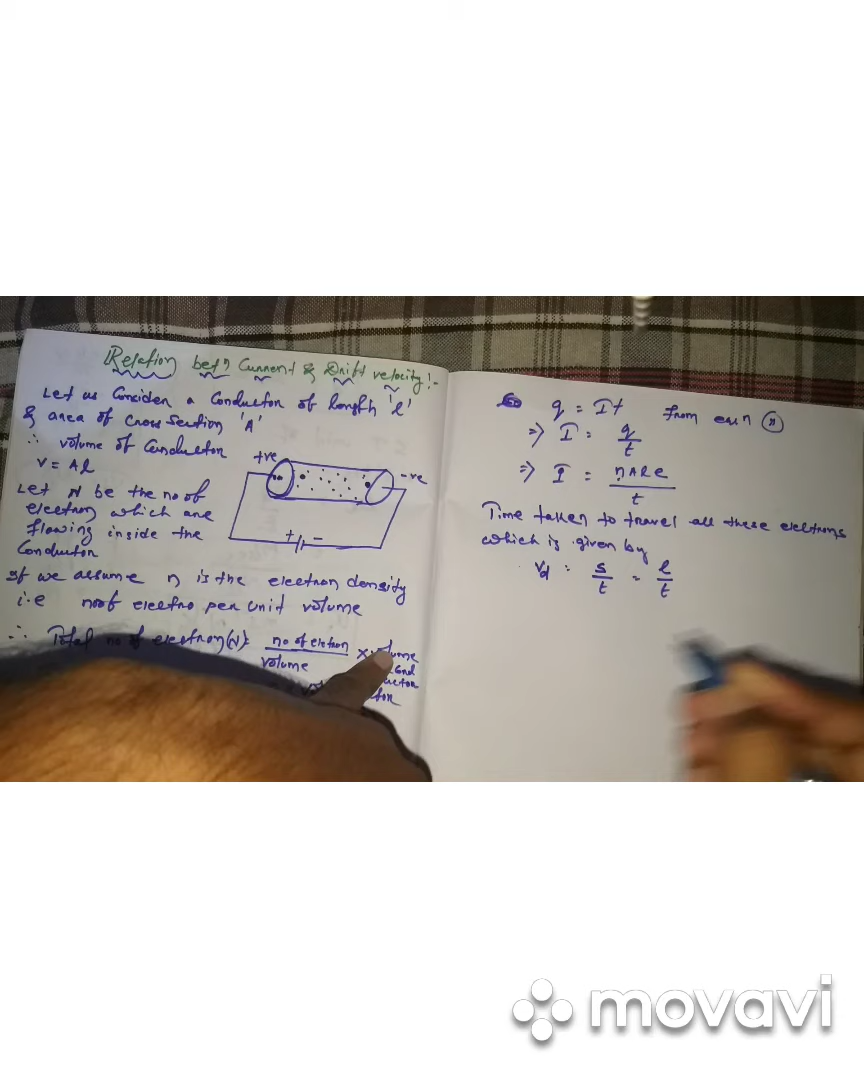 Relation betn Current & Drift velocity:-
Let us Consider a Conductor of length 'l'
& area of Cross Section 'A'
∴ volume of Conductor
V = Al
+ve
-ve
+ -
Let N be the no of
electron which are
flowing inside the
Conductor
If we assume n is the electron density
i.e no of electro per unit volume
∴ Total no of electron(N): no of eletron / volume × volume
q = It from eqn
⇒ I = q/t
⇒ I = nAle/t
Time taken to travel all these electrons
which is given by
Vd = s/t = l/t
movavi